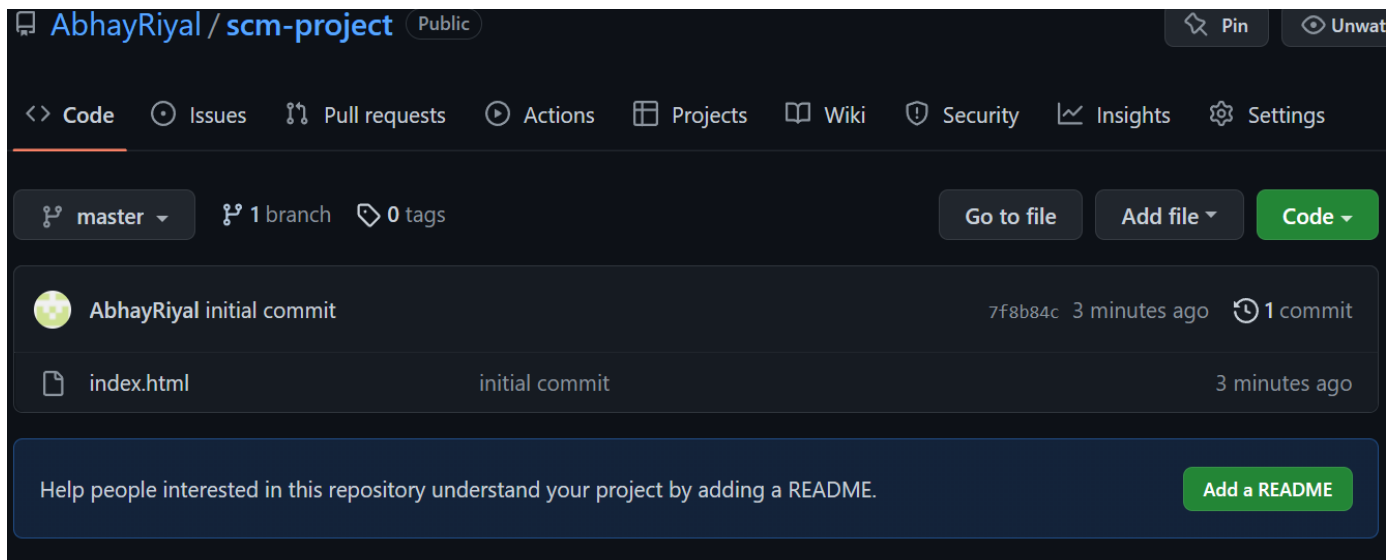 AbhayRiyal / scm-project Public Pin Unwat
Code Issues Pull requests Actions Projects Wiki Security Insights Settings
master 1 branch 0 tags Go to file Add file Code
AbhayRiyal initial commit 7f8b84c 3 minutes ago 1 commit
index.html initial commit 3 minutes ago
Help people interested in this repository understand your project by adding a README. Add a README